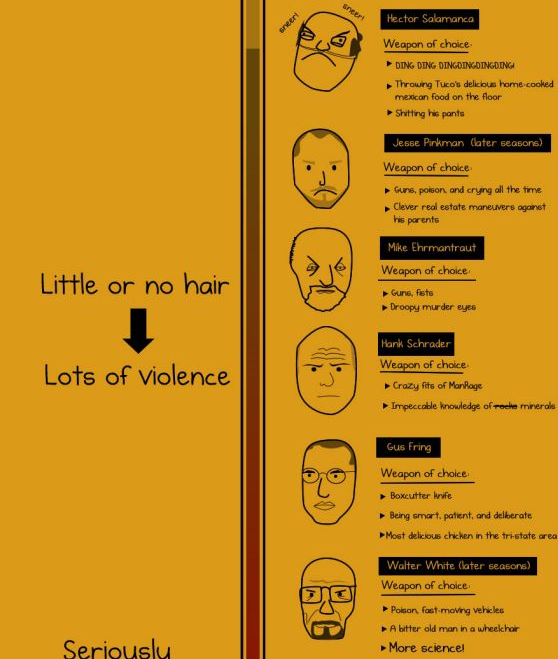 sneer!
sneer!
Hector Salamanca
Weapon of choice:
DING DING DINGDINGDINGDING!
Throwing Tuco's delicious home-cooked
mexican food on the floor
Shitting his pants
Jesse Pinkman (later seasons)
Weapon of choice:
Guns, poison, and crying all the time
Clever real estate maneuvers against
his parents
Mike Ehrmantraut
Weapon of choice:
Guns, fists
Droopy murder eyes
Little or no hair
Lots of violence
Hank Schrader
Weapon of choice:
Crazy fits of ManRage
Impeccable knowledge of rocks minerals
Gus Fring
Weapon of choice:
Boxcutter knife
Being smart, patient, and deliberate
Most delicious chicken in the tri-state area
Walter White (later seasons)
Weapon of choice:
Poison, fast-moving vehicles
A bitter old man in a wheelchair
More science!
Seriously